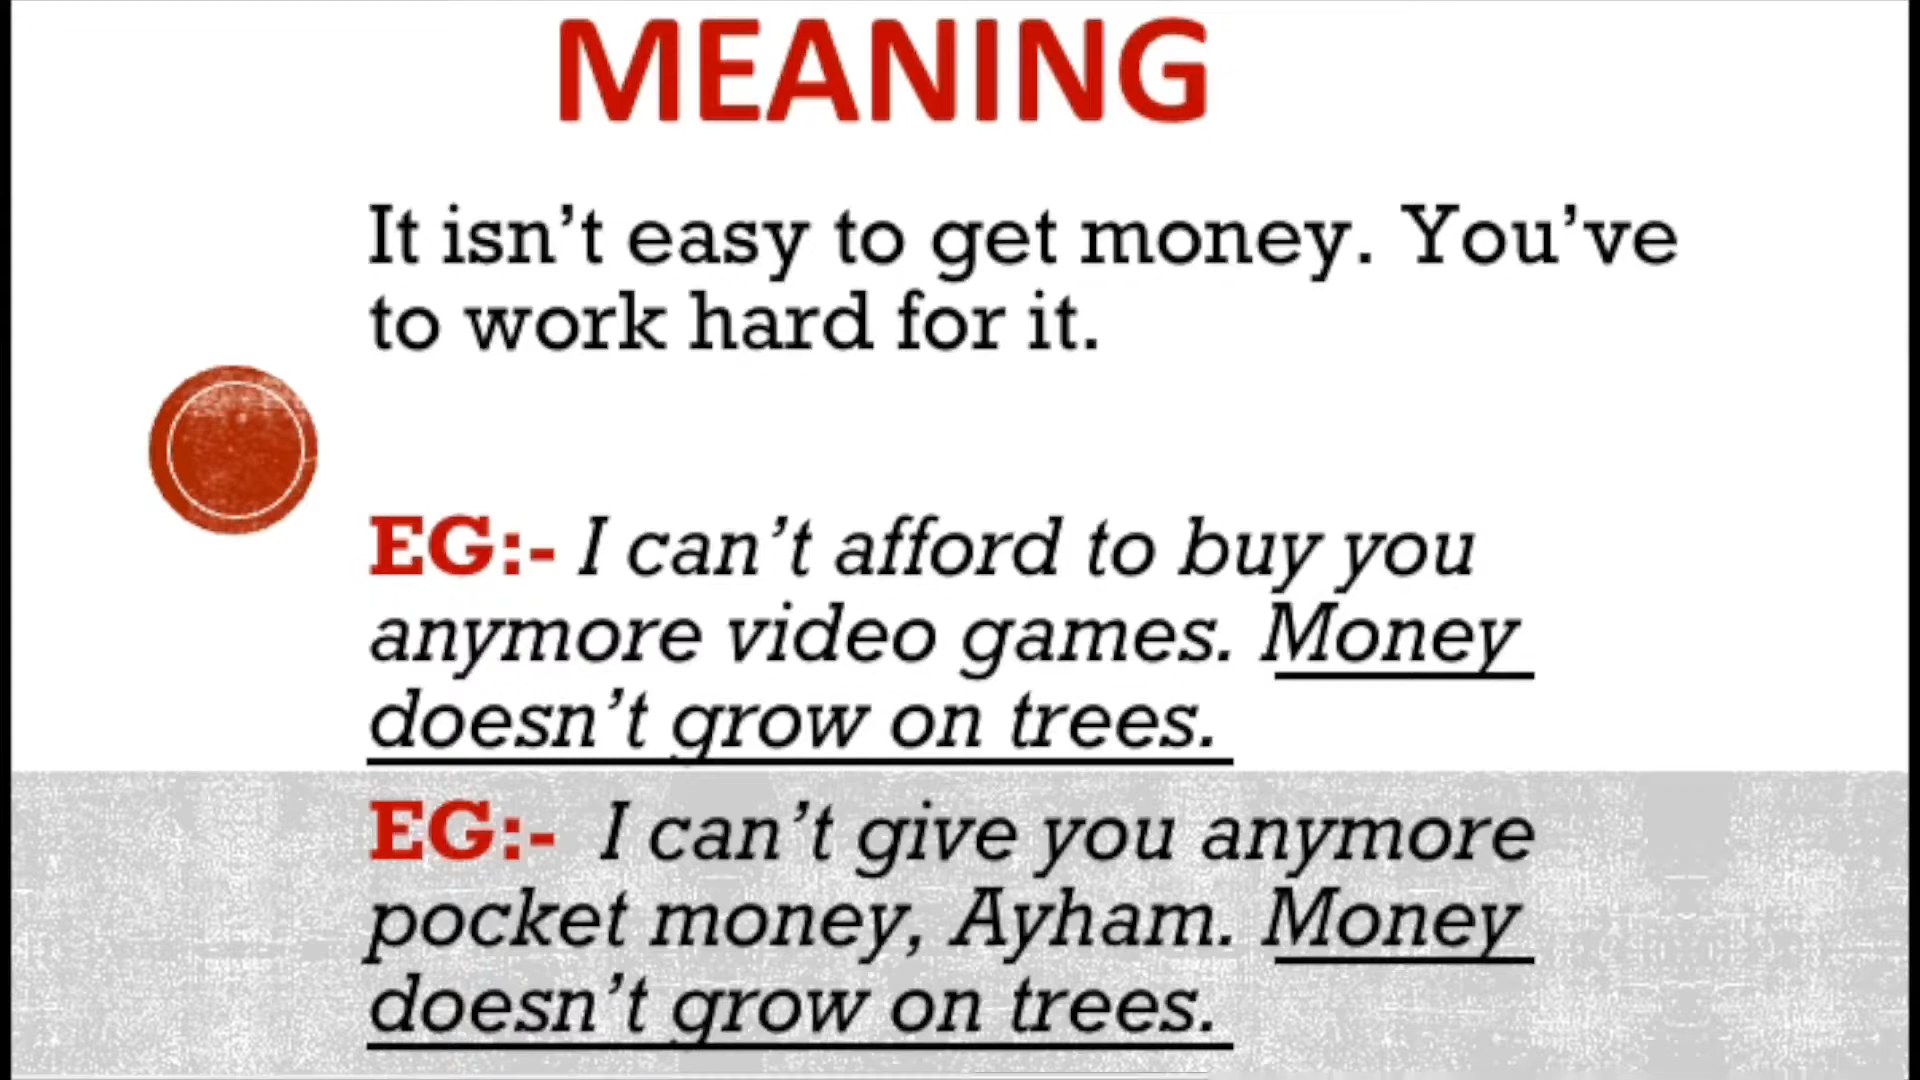 MEANING
It isn’t easy to get money. You’ve
to work hard for it.
EG:- I can’t afford to buy you
anymore video games. Money
doesn’t grow on trees.
EG:- I can’t give you anymore
pocket money, Ayham. Money
doesn’t grow on trees.